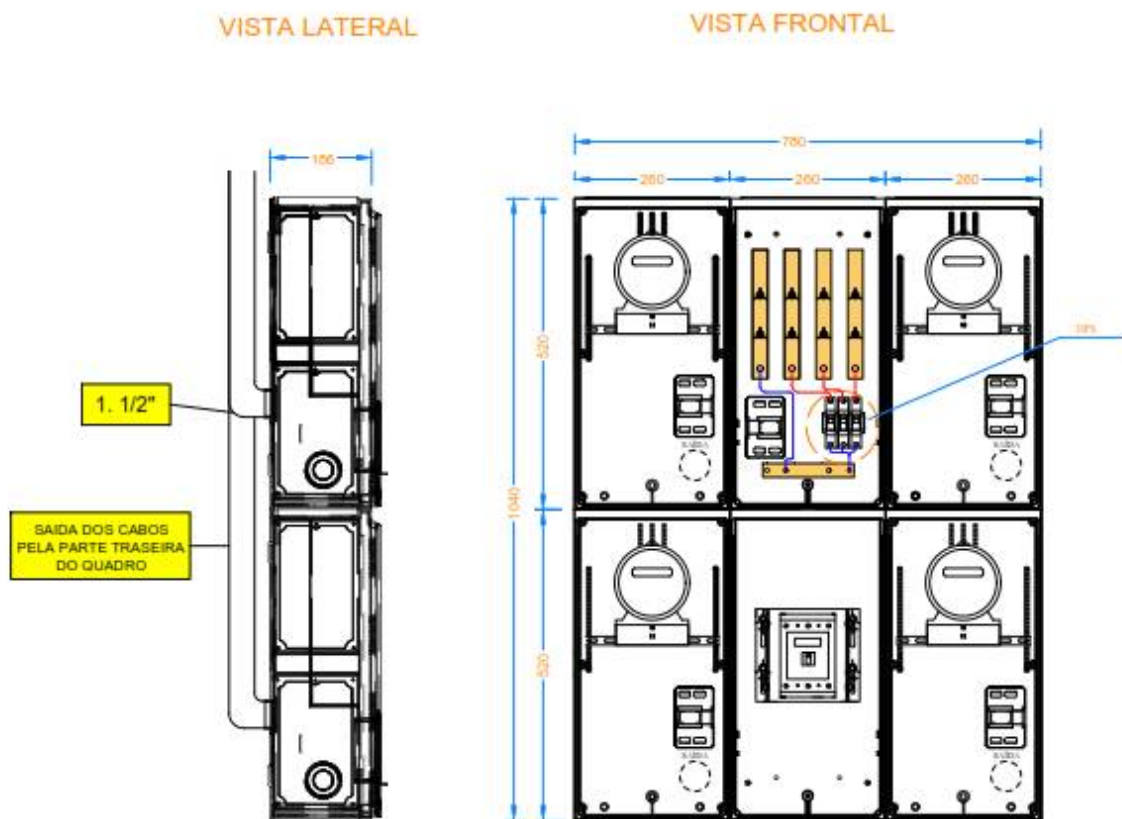 VISTA LATERAL
VISTA FRONTAL
780
186
260
260
260
520
1040
1. 1/2"
SAIDA DOS CABOS
PELA PARTE TRASEIRA
DO QUADRO
520